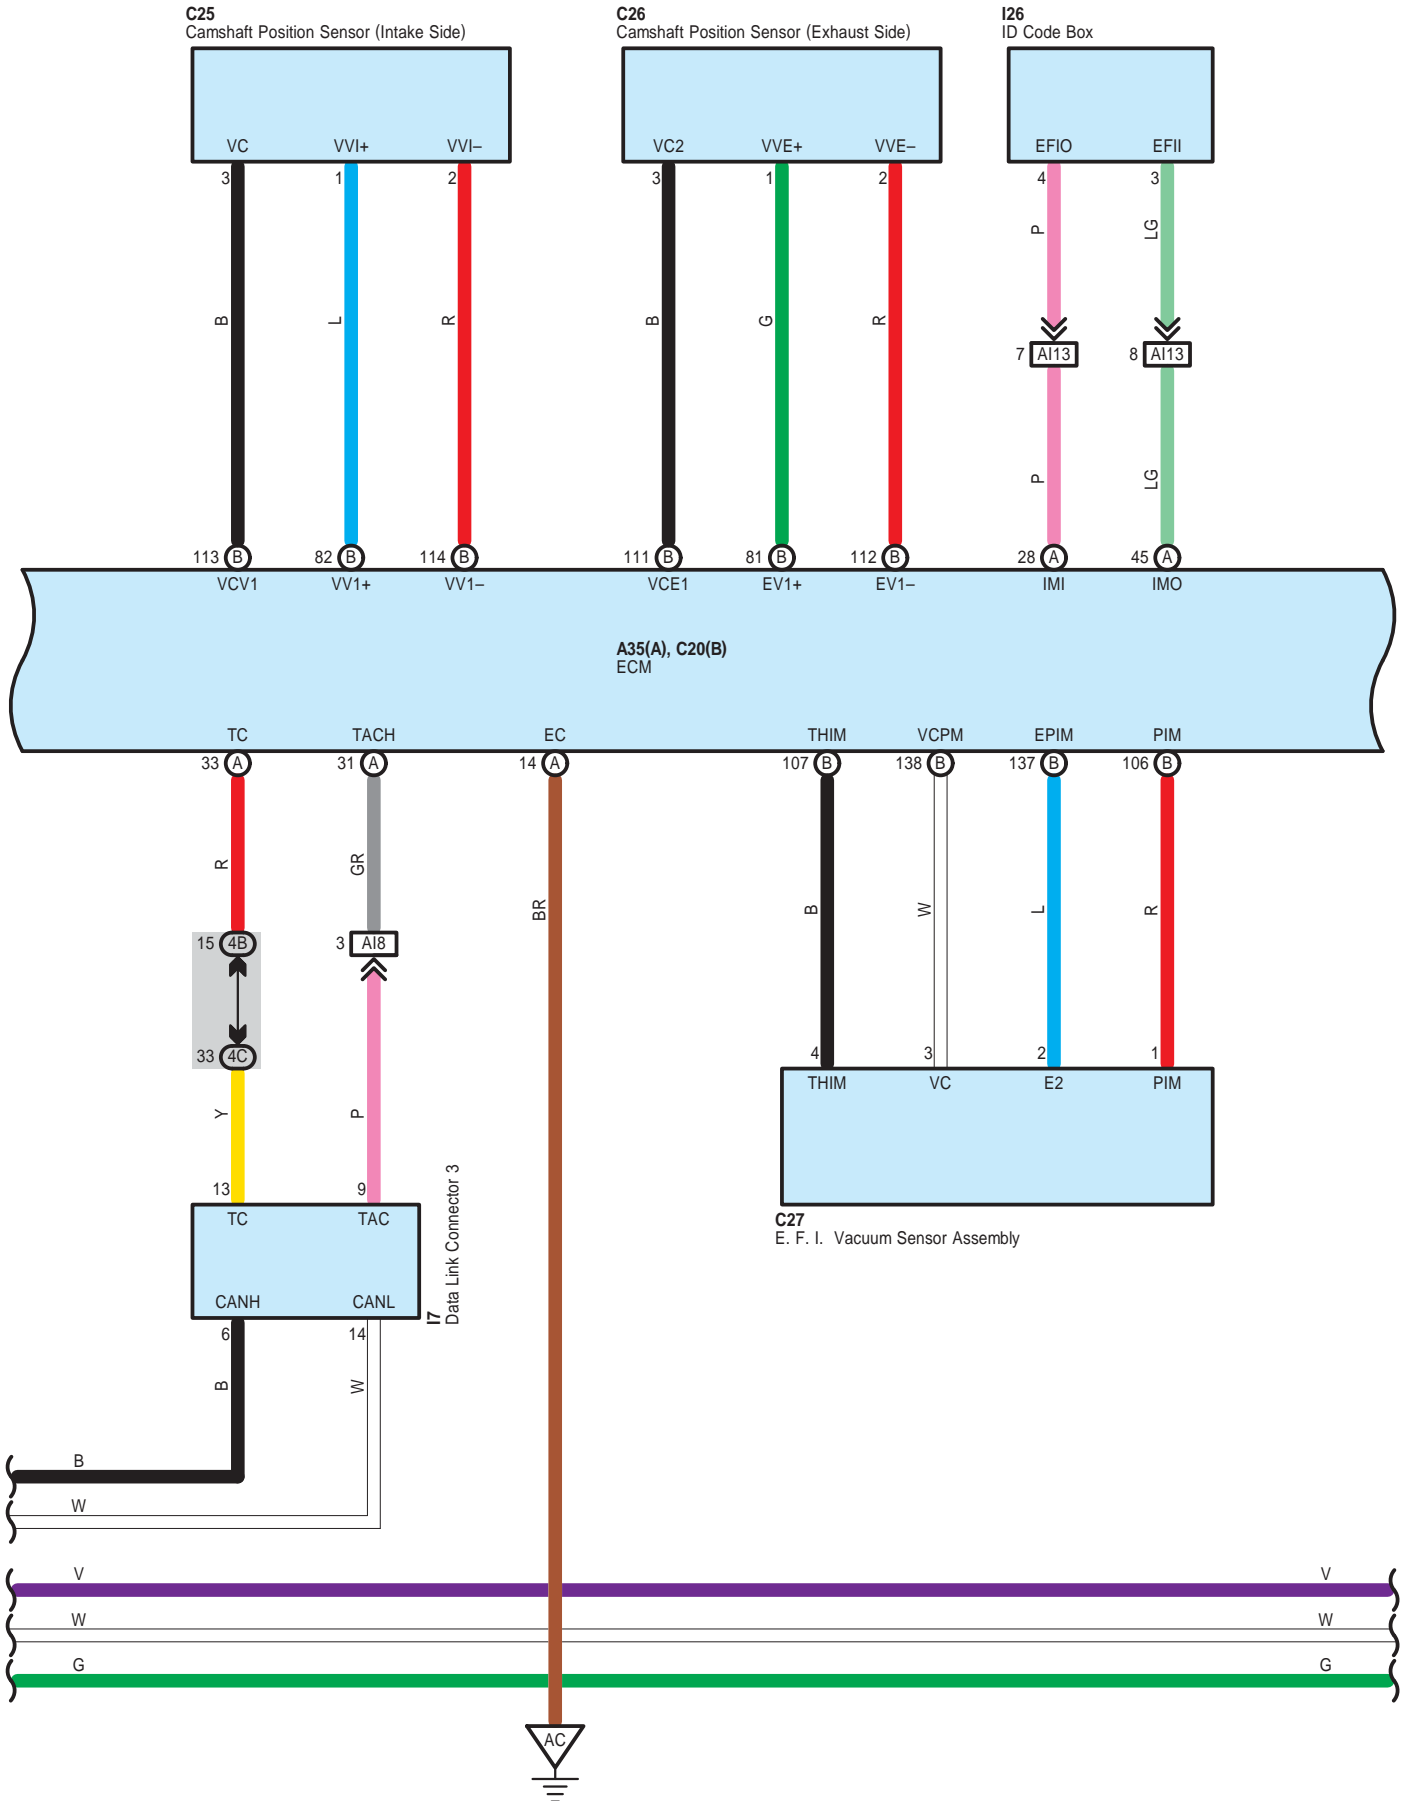 C25
Camshaft Position Sensor (Intake Side)
C26
Camshaft Position Sensor (Exhaust Side)
I26
ID Code Box
VC VVI+ VVI–
VC2 VVE+ VVE–
EFIO EFII
3 1 2
3 1 2
4 3
P LG
B L R
B G R
7 AI13 8 AI13
P LG
113 B 82 B 114 B
111 B 81 B 112 B
28 A 45 A
VCV1 VV1+ VV1–
VCE1 EV1+ EV1–
IMI IMO
A35(A), C20(B)
ECM
TC TACH EC
THIM VCPM EPIM PIM
33 A 31 A 14 A
107 B 138 B 137 B 106 B
R GR BR
B W L R
15 4B 3 AI8
33 4C
4 3 2 1
THIM VC E2 PIM
Y P
13 9
TC TAC
CANH CANL
I7
Data Link Connector 3
C27
E. F. I. Vacuum Sensor Assembly
6 14
B W
B
W
V V
W W
G G
AC